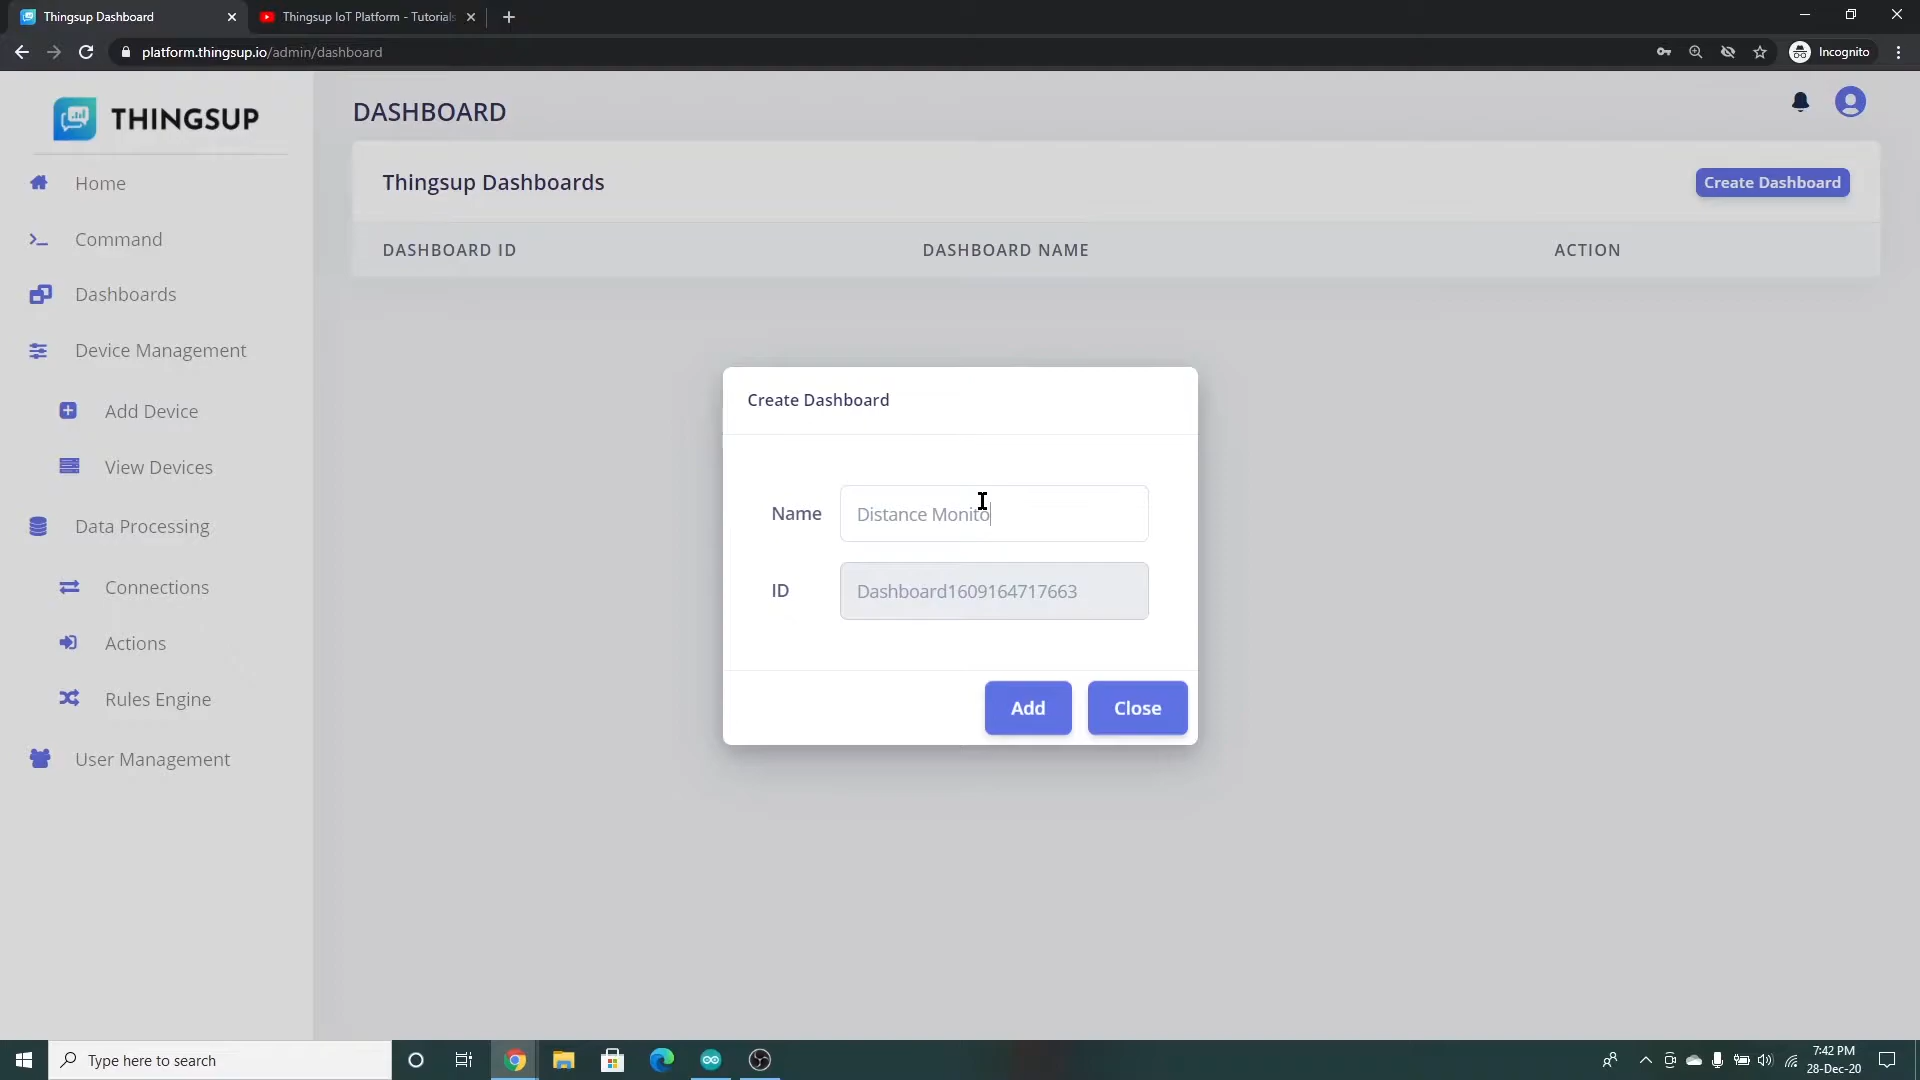 Thingsup Dashboard
Thingsup IoT Platform - Tutorials
platform.thingsup.io/admin/dashboard
Incognito
THINGSUP
DASHBOARD
Home
Thingsup Dashboards
Create Dashboard
Command
DASHBOARD ID
DASHBOARD NAME
ACTION
Dashboards
Device Management
Add Device
View Devices
Data Processing
Connections
Actions
Rules Engine
User Management
Create Dashboard
Name
Distance Monito
ID
Dashboard1609164717663
Add
Close
Type here to search
7:42 PM
28-Dec-20